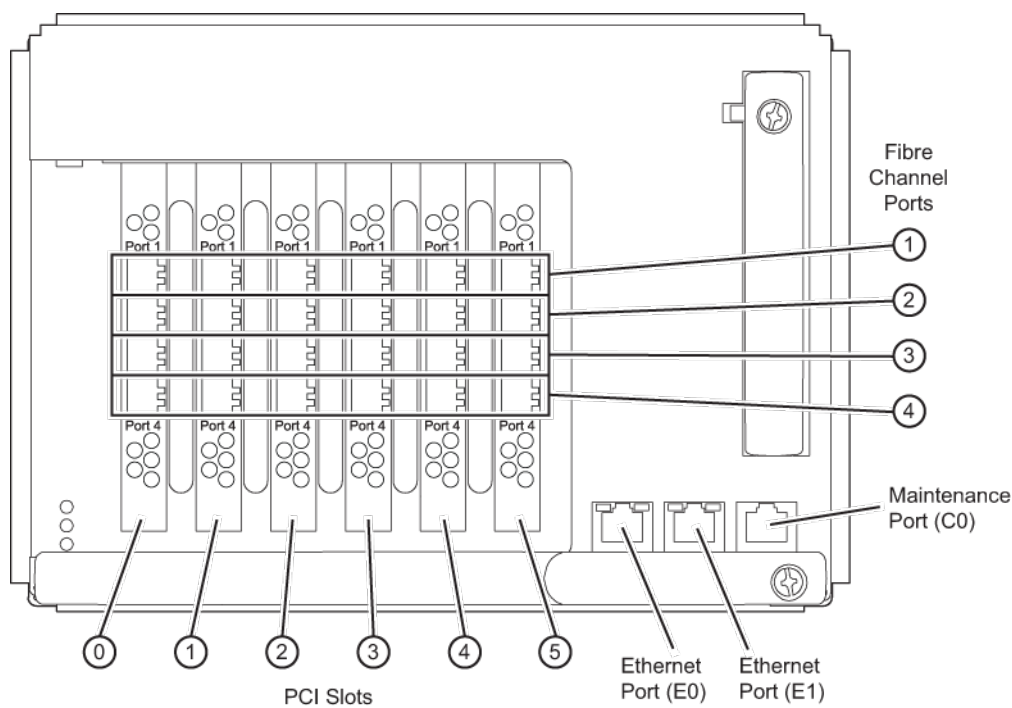 Fibre
Channel
Ports
Port 1 Port 1 Port 1 Port 1 Port 1 Port 1
1
2
3
4
Port 4 Port 4 Port 4 Port 4 Port 4 Port 4
Maintenance
Port (C0)
0 1 2 3 4 5
PCI Slots
Ethernet
Port (E0)
Ethernet
Port (E1)